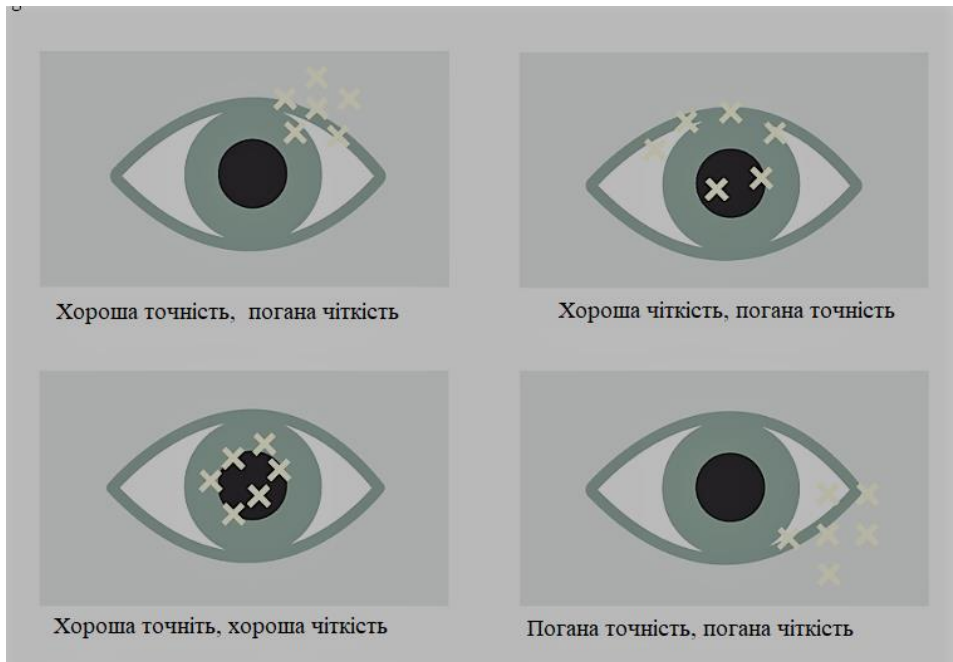 Хороша точність, погана чіткість
Хороша чіткість, погана точність
Хороша точніть, хороша чіткість
Погана точність, погана чіткість